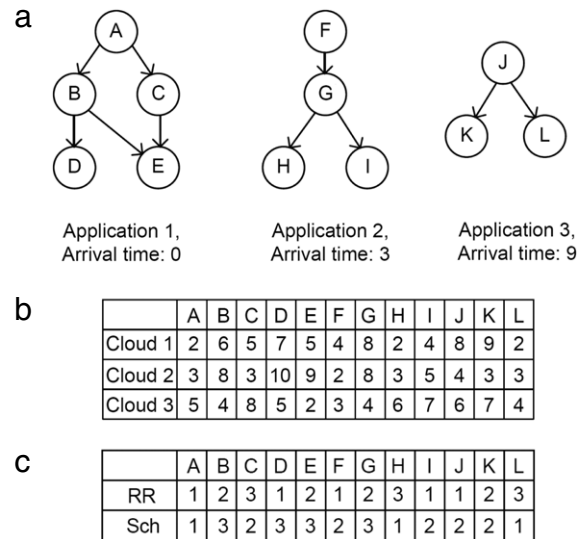 a
A
F
J
B
C
G
K
L
D
E
H
I
Application 1,
Arrival time: 0
Application 2,
Arrival time: 3
Application 3,
Arrival time: 9
b
A B C D E F G H I J K L
Cloud 1 2 6 5 7 5 4 8 2 4 8 9 2
Cloud 2 3 8 3 10 9 2 8 3 5 4 3 3
Cloud 3 5 4 8 5 2 3 4 6 7 6 7 4
c
A B C D E F G H I J K L
RR 1 2 3 1 2 1 2 3 1 1 2 3
Sch 1 3 2 3 3 2 3 1 2 2 2 1